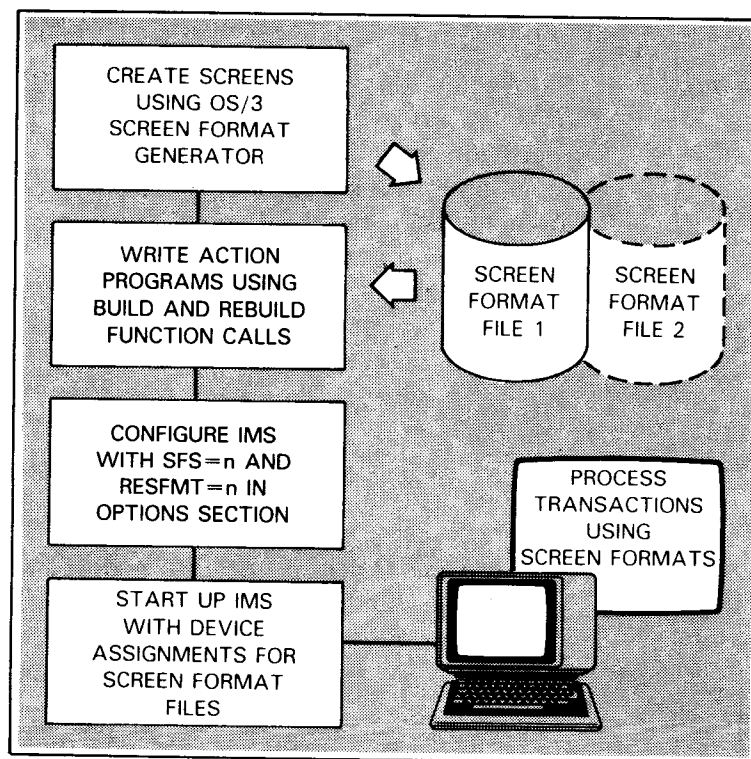 CREATE SCREENS
USING OS/3
SCREEN FORMAT
GENERATOR
WRITE ACTION
PROGRAMS USING
BUILD AND REBUILD
FUNCTION CALLS
SCREEN
FORMAT
FILE 1
SCREEN
FORMAT
FILE 2
CONFIGURE IMS
WITH SFS=n AND
RESFMT=n IN
OPTIONS SECTION
PROCESS
TRANSACTIONS
USING
SCREEN FORMATS
START UP IMS
WITH DEVICE
ASSIGNMENTS FOR
SCREEN FORMAT
FILES